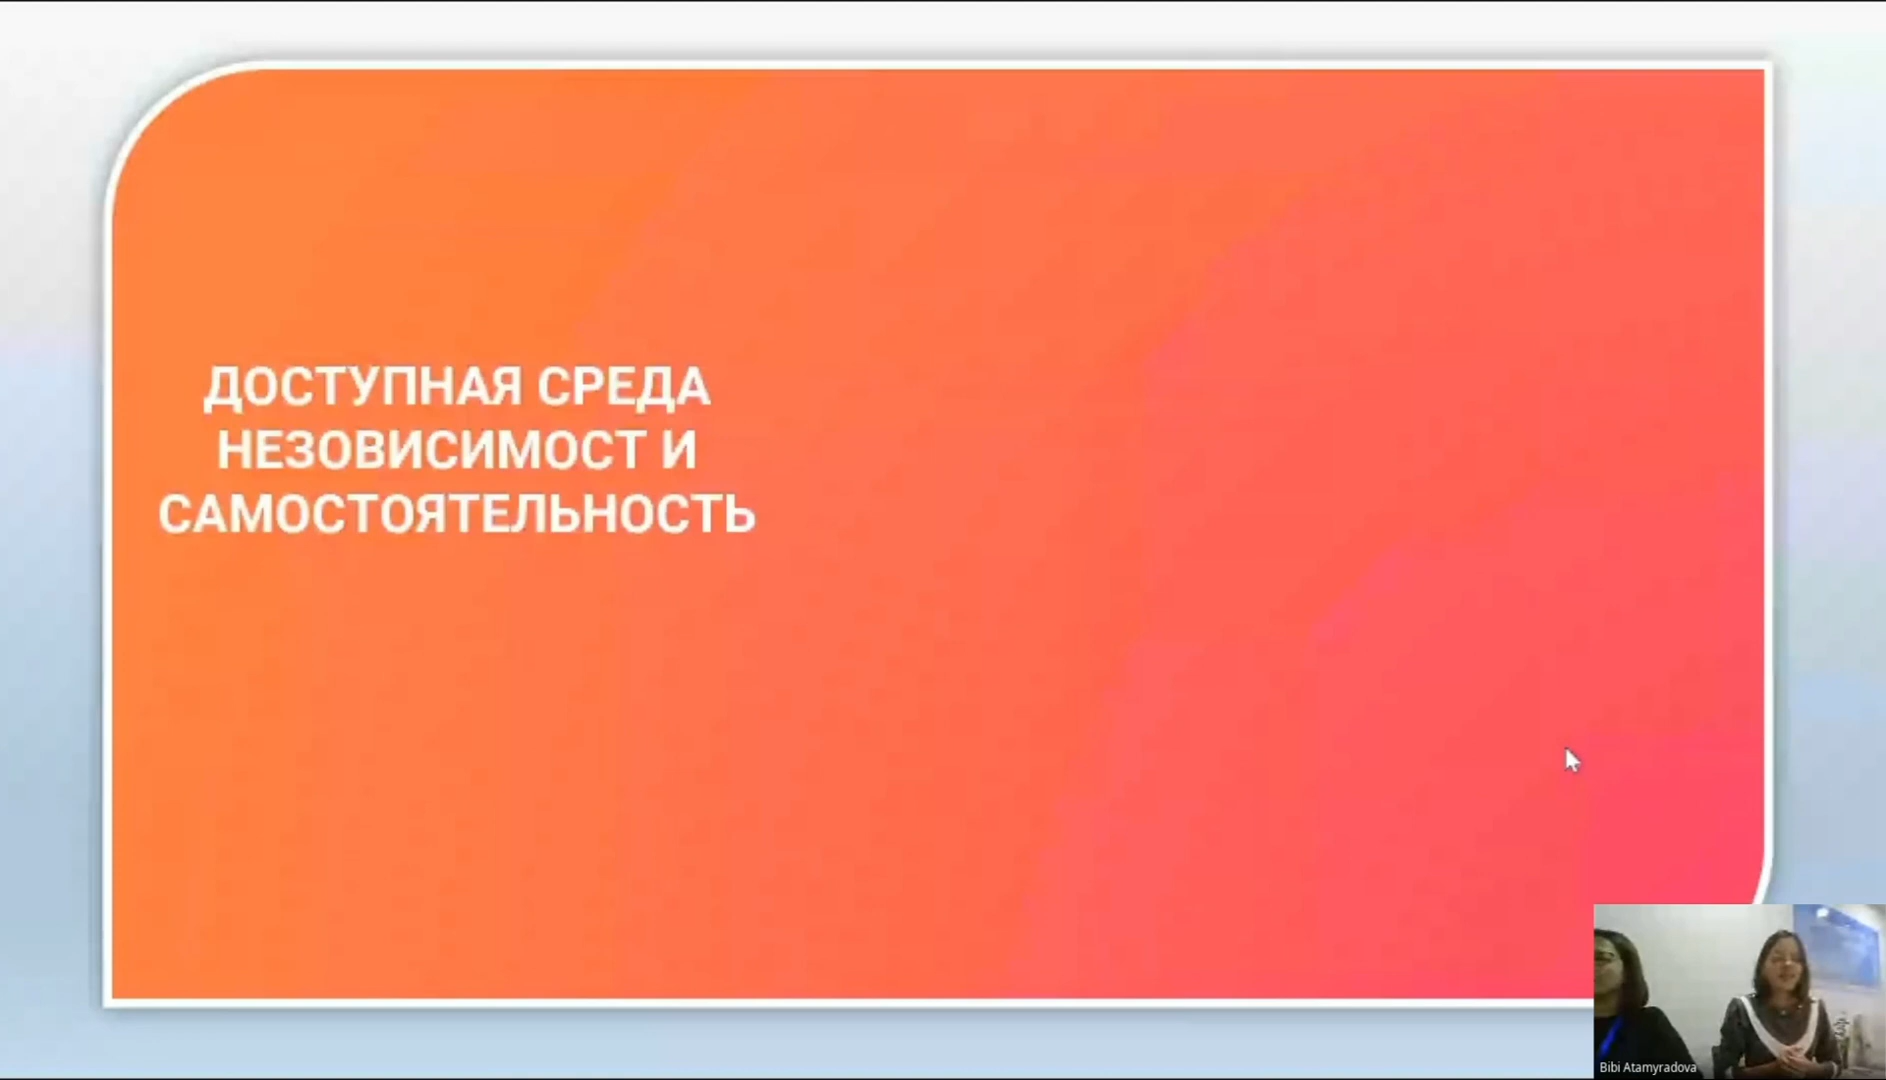 ДОСТУПНАЯ СРЕДА
НЕЗОВИСИМОСТ И
САМОСТОЯТЕЛЬНОСТЬ
Bibi Atamyradova